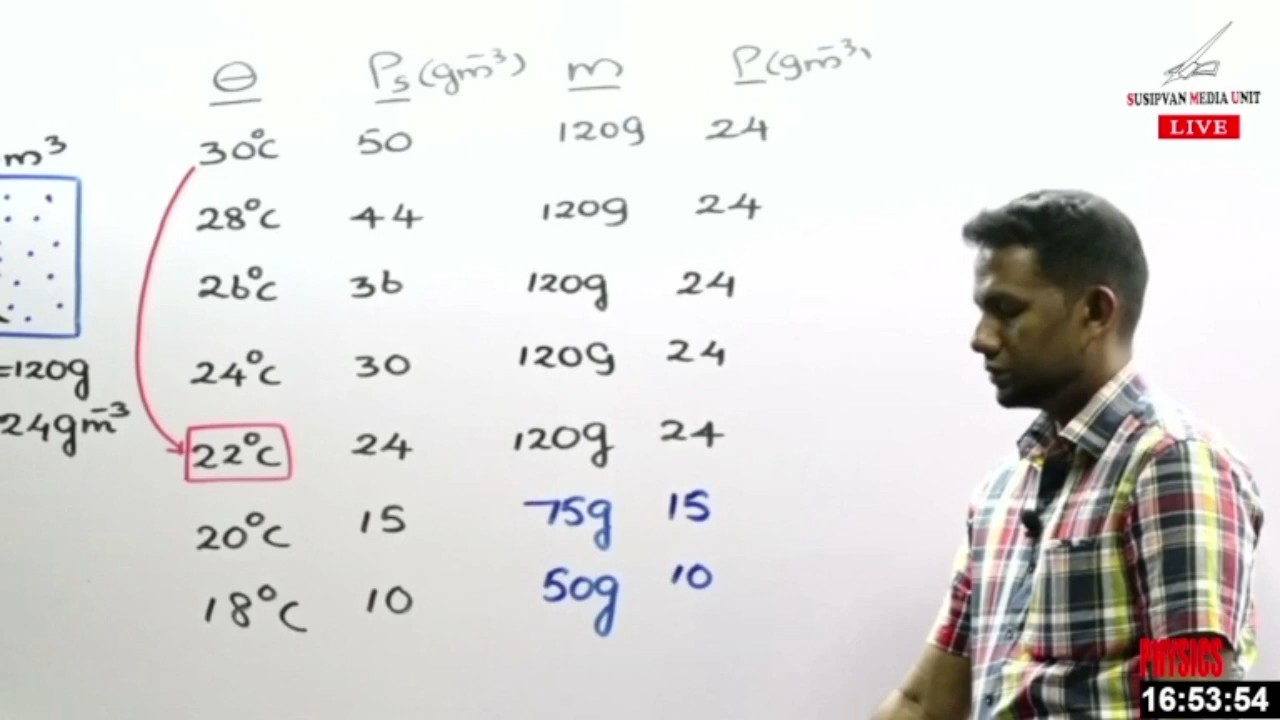 θ ρs (gm⁻³) m ρ (gm⁻³)
30°C 50 120g 24
28°C 44 120g 24
26°C 36 120g 24
24°C 30 120g 24
22°C 24 120g 24
20°C 15 75g 15
18°C 10 50g 10
m³
=120g
24gm⁻³
SUSIPVAN MEDIA UNIT
LIVE
PHYSICS
16:53:54